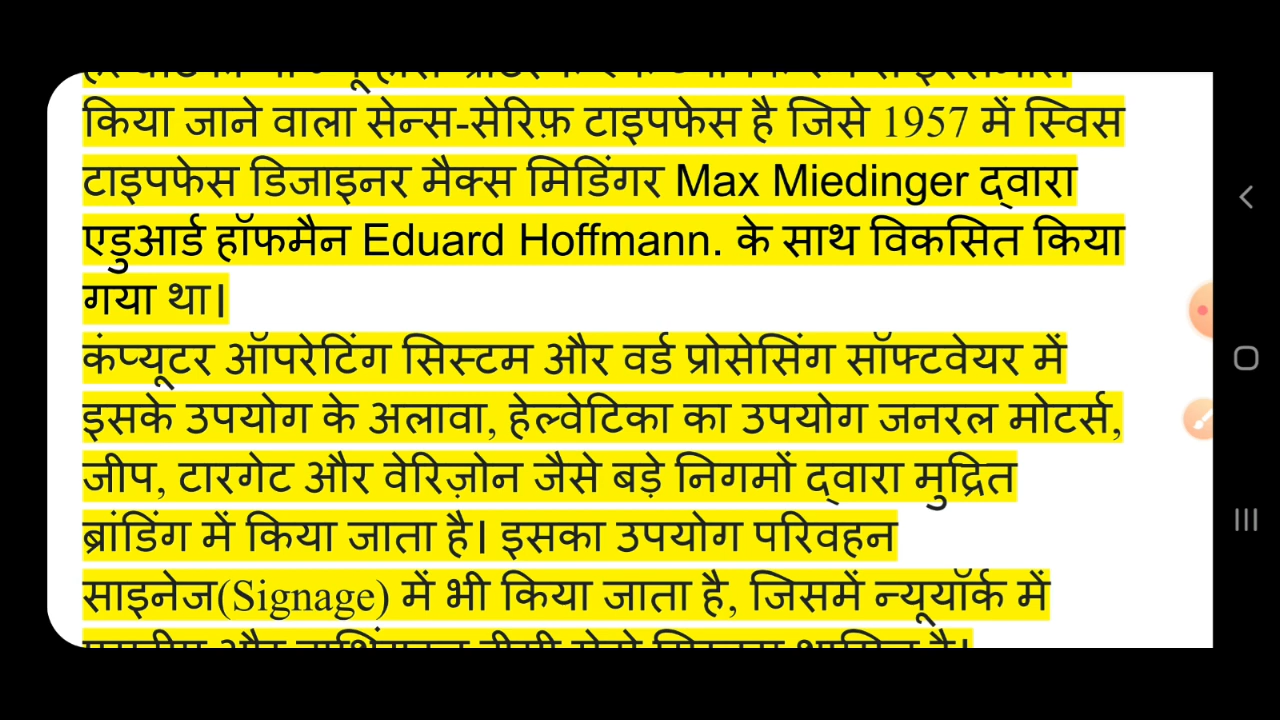 किया जाने वाला सेन्स-सेरिफ़ टाइपफेस है जिसे 1957 में स्विस
टाइपफेस डिजाइनर मैक्स मिडिंगर Max Miedinger द्वारा
एडुआर्ड हॉफमैन Eduard Hoffmann. के साथ विकसित किया
गया था।
कंप्यूटर ऑपरेटिंग सिस्टम और वर्ड प्रोसेसिंग सॉफ्टवेयर में
इसके उपयोग के अलावा, हेल्वेटिका का उपयोग जनरल मोटर्स,
जीप, टारगेट और वेरिज़ोन जैसे बड़े निगमों द्वारा मुद्रित
ब्रांडिंग में किया जाता है। इसका उपयोग परिवहन
साइनेज(Signage) में भी किया जाता है, जिसमें न्यूयॉर्क में